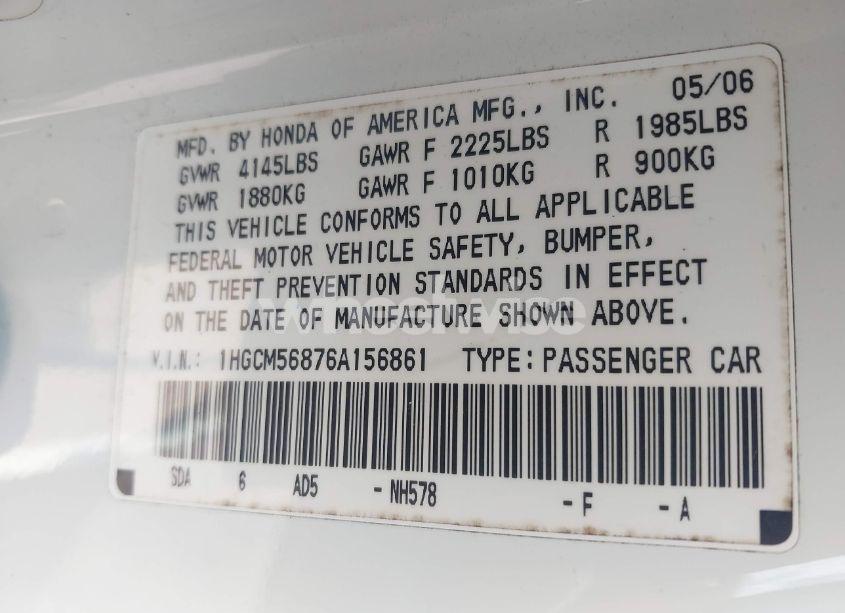 MFD. BY HONDA OF AMERICA MFG., INC. 05/06
GVWR 4145LBS GAWR F 2225LBS R 1985LBS
GVWR 1880KG GAWR F 1010KG R 900KG
THIS VEHICLE CONFORMS TO ALL APPLICABLE
FEDERAL MOTOR VEHICLE SAFETY, BUMPER,
AND THEFT PREVENTION STANDARDS IN EFFECT
ON THE DATE OF MANUFACTURE SHOWN ABOVE.
V.I.N.: 1HGCM56876A156861 TYPE: PASSENGER CAR
SDA 6 AD5 - NH578 - F - A